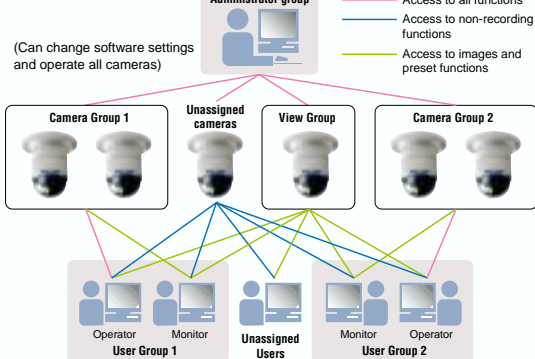 Administrator group
Access to all functions
Access to non-recording
functions
Access to images and
preset functions
(Can change software settings
and operate all cameras)
Camera Group 1
Unassigned
cameras
View Group
Camera Group 2
Operator
Monitor
User Group 1
Unassigned
Users
Monitor
Operator
User Group 2